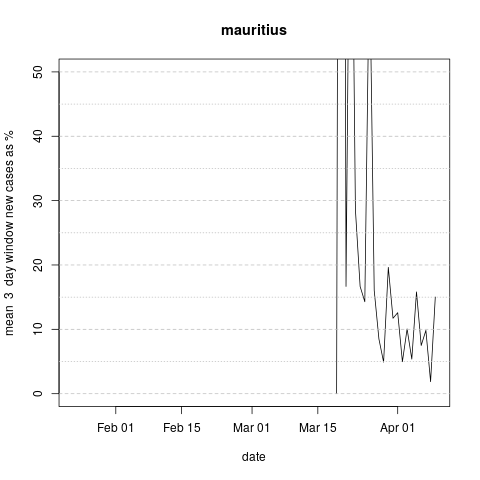 mauritius
mean  3  day window new cases as %
50
40
30
20
10
0
Feb 01
Feb 15
Mar 01
Mar 15
Apr 01
date